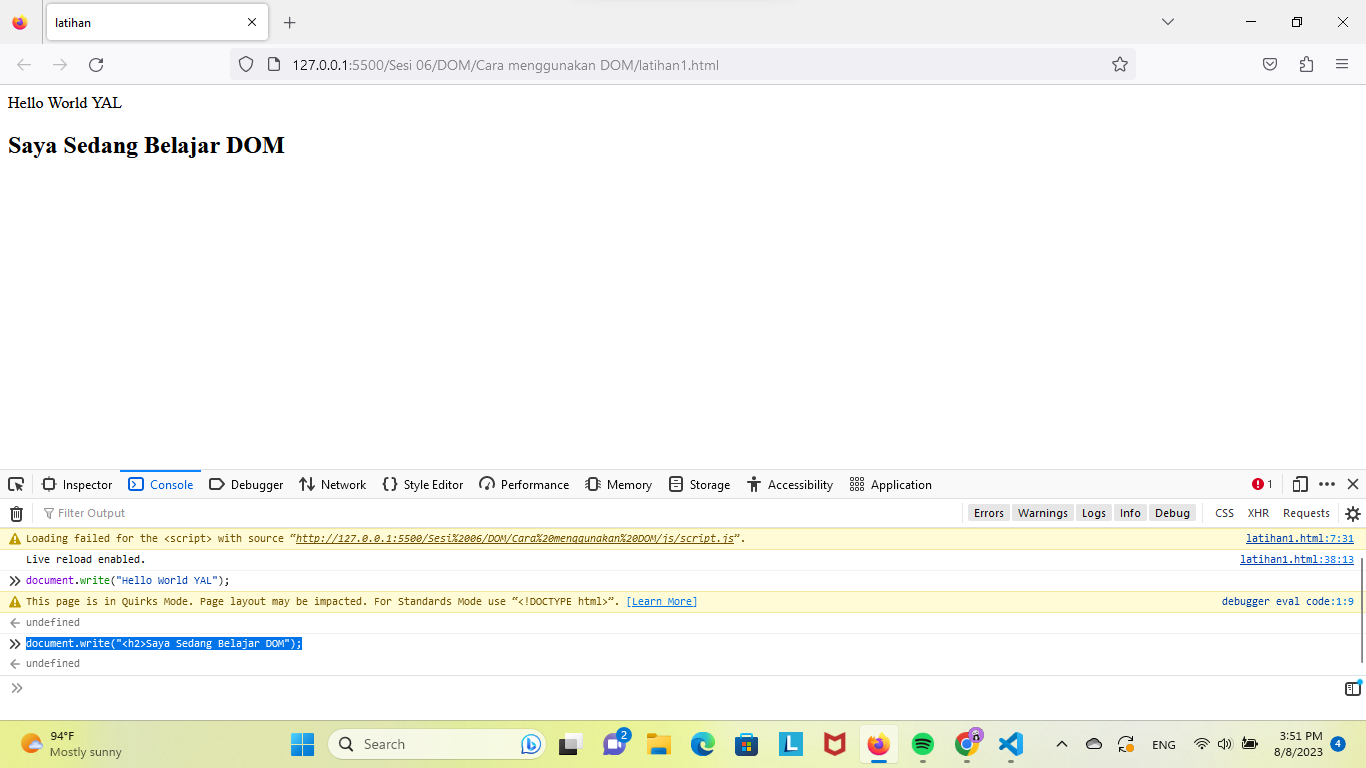 latihan
127.0.0.1:5500/Sesi 06/DOM/Cara menggunakan DOM/latihan1.html
Hello World YAL
Saya Sedang Belajar DOM
Inspector Console Debugger Network Style Editor Performance Memory Storage Accessibility Application 1
Filter Output Errors Warnings Logs Info Debug CSS XHR Requests
Loading failed for the <script> with source “http://127.0.0.1:5500/Sesi%2006/DOM/Cara%20menggunakan%20DOM/js/script.js”. latihan1.html:7:31
Live reload enabled. latihan1.html:38:13
document.write("Hello World YAL");
This page is in Quirks Mode. Page layout may be impacted. For Standards Mode use “<!DOCTYPE html>”. [Learn More] debugger eval code:1:9
undefined
document.write("<h2>Saya Sedang Belajar DOM");
undefined
94°F
Mostly sunny
Search
2
L
ENG
3:51 PM
8/8/2023
4